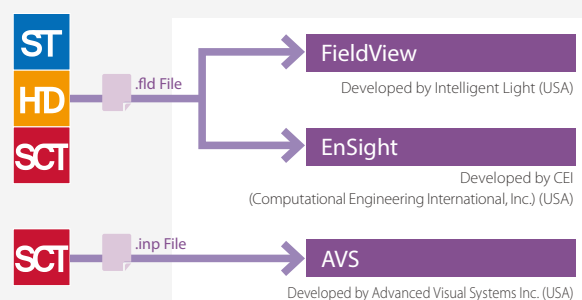 ST
HD
SCT
.fld File
FieldView
Developed by Intelligent Light (USA)
EnSight
Developed by CEI
(Computational Engineering International, Inc.) (USA)
SCT
.inp File
AVS
Developed by Advanced Visual Systems Inc. (USA)